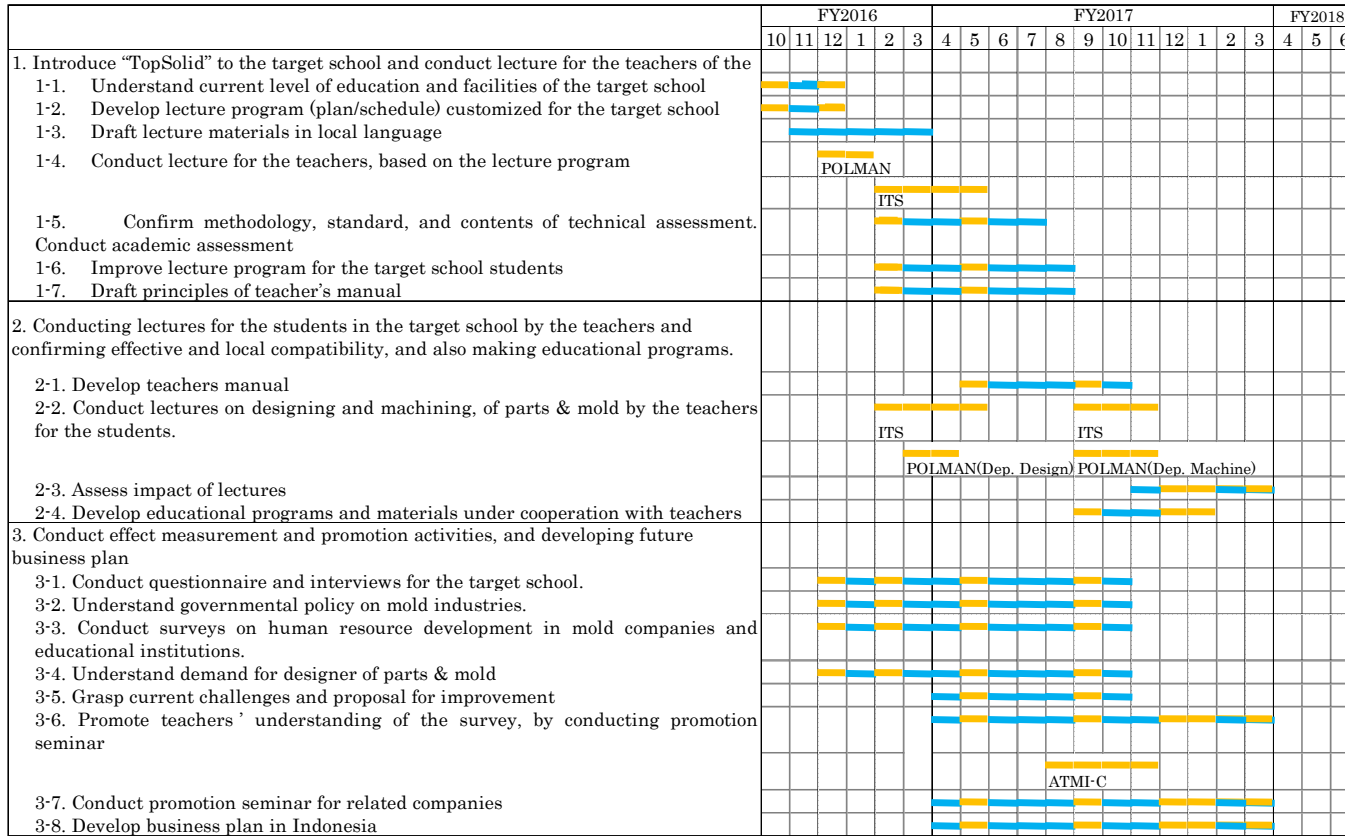 FY2016 FY2017 FY2018
10 11 12 1 2 3 4 5 6 7 8 9 10 11 12 1 2 3 4 5 6
1. Introduce “TopSolid” to the target school and conduct lecture for the teachers of the
1-1. Understand current level of education and facilities of the target school
1-2. Develop lecture program (plan/schedule) customized for the target school
1-3. Draft lecture materials in local language
1-4. Conduct lecture for the teachers, based on the lecture program
POLMAN
ITS
1-5. Confirm methodology, standard, and contents of technical assessment.
Conduct academic assessment
1-6. Improve lecture program for the target school students
1-7. Draft principles of teacher’s manual
2. Conducting lectures for the students in the target school by the teachers and
confirming effective and local compatibility, and also making educational programs.
2-1. Develop teachers manual
2-2. Conduct lectures on designing and machining, of parts & mold by the teachers
for the students.
ITS ITS
POLMAN(Dep. Design) POLMAN(Dep. Machine)
2-3. Assess impact of lectures
2-4. Develop educational programs and materials under cooperation with teachers
3. Conduct effect measurement and promotion activities, and developing future
business plan
3-1. Conduct questionnaire and interviews for the target school.
3-2. Understand governmental policy on mold industries.
3-3. Conduct surveys on human resource development in mold companies and
educational institutions.
3-4. Understand demand for designer of parts & mold
3-5. Grasp current challenges and proposal for improvement
3-6. Promote teachers ’ understanding of the survey, by conducting promotion
seminar
ATMI-C
3-7. Conduct promotion seminar for related companies
3-8. Develop business plan in Indonesia